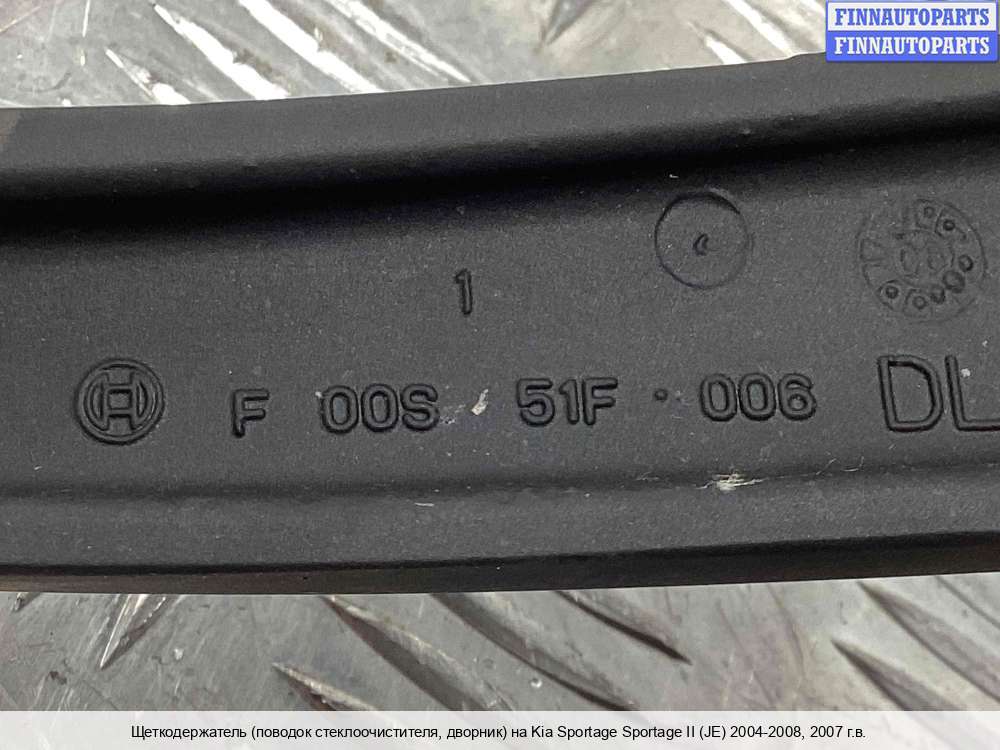 FINNAUTOPARTS
FINNAUTOPARTS
1
F 00S 51F · 006 DL
Щеткодержатель (поводок стеклоочистителя, дворник) на Kia Sportage Sportage II (JE) 2004-2008, 2007 г.в.